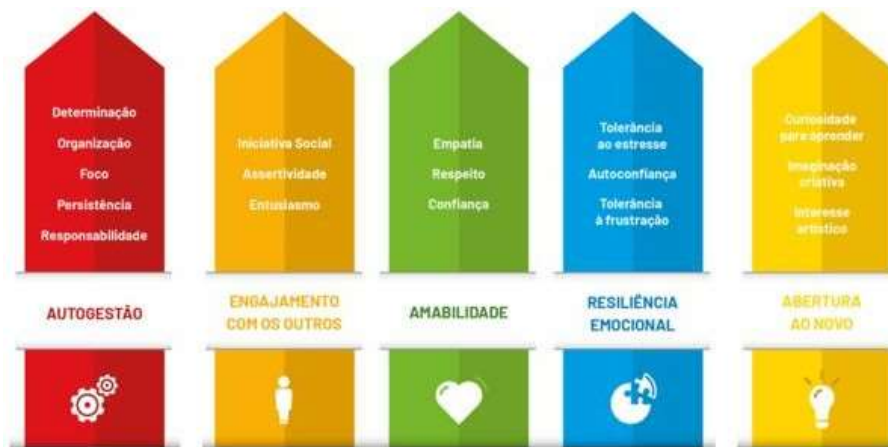 Determinação
Organização
Foco
Persistência
Responsabilidade
AUTOGESTÃO
Iniciativa Social
Assertividade
Entusiasmo
ENGAJAMENTO
COM OS OUTROS
Empatia
Respeito
Confiança
AMABILIDADE
Tolerância
ao estresse
Autoconfiança
Tolerância
à frustração
RESILIÊNCIA
EMOCIONAL
Curiosidade
para aprender
Imaginação
criativa
Interesse
artístico
ABERTURA
AO NOVO